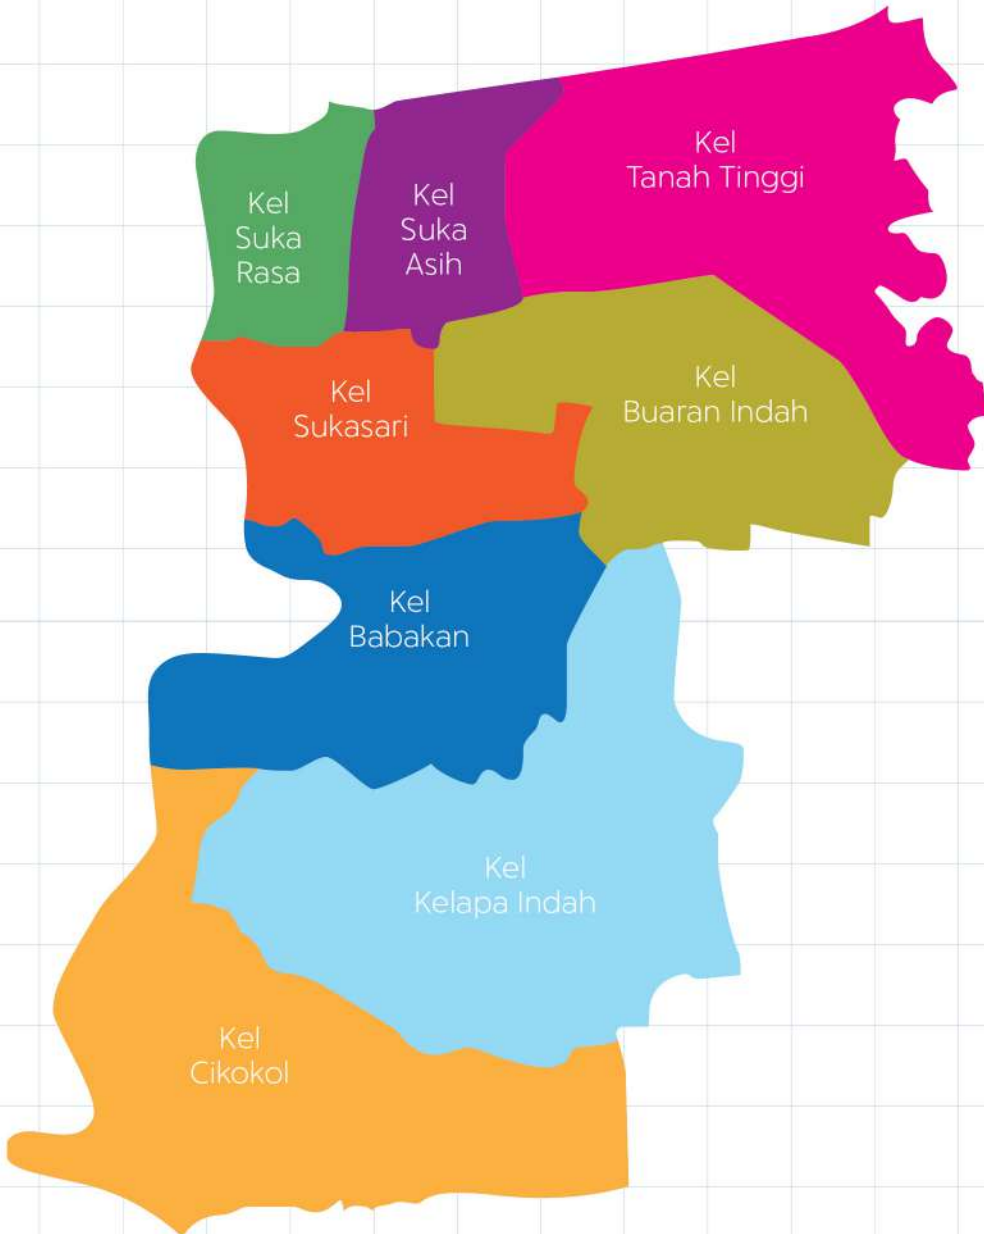 Kel
Tanah Tinggi
Kel
Suka
Asih
Kel
Suka
Rasa
Kel
Buaran Indah
Kel
Sukasari
Kel
Babakan
Kel
Kelapa Indah
Kel
Cikokol